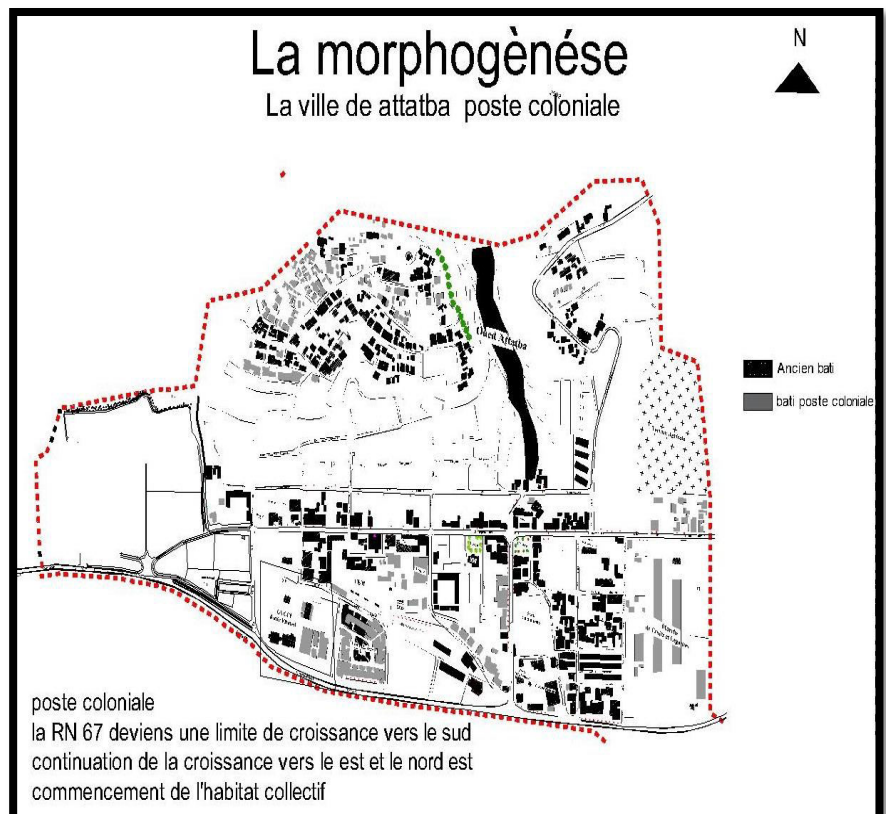 La morphogènése
La ville de attatba poste coloniale
N
Oued Attatba
Ancien bati
bati poste coloniale
poste coloniale
la RN 67 deviens une limite de croissance vers le sud
continuation de la croissance vers le est et le nord est
commencement de l'habitat collectif